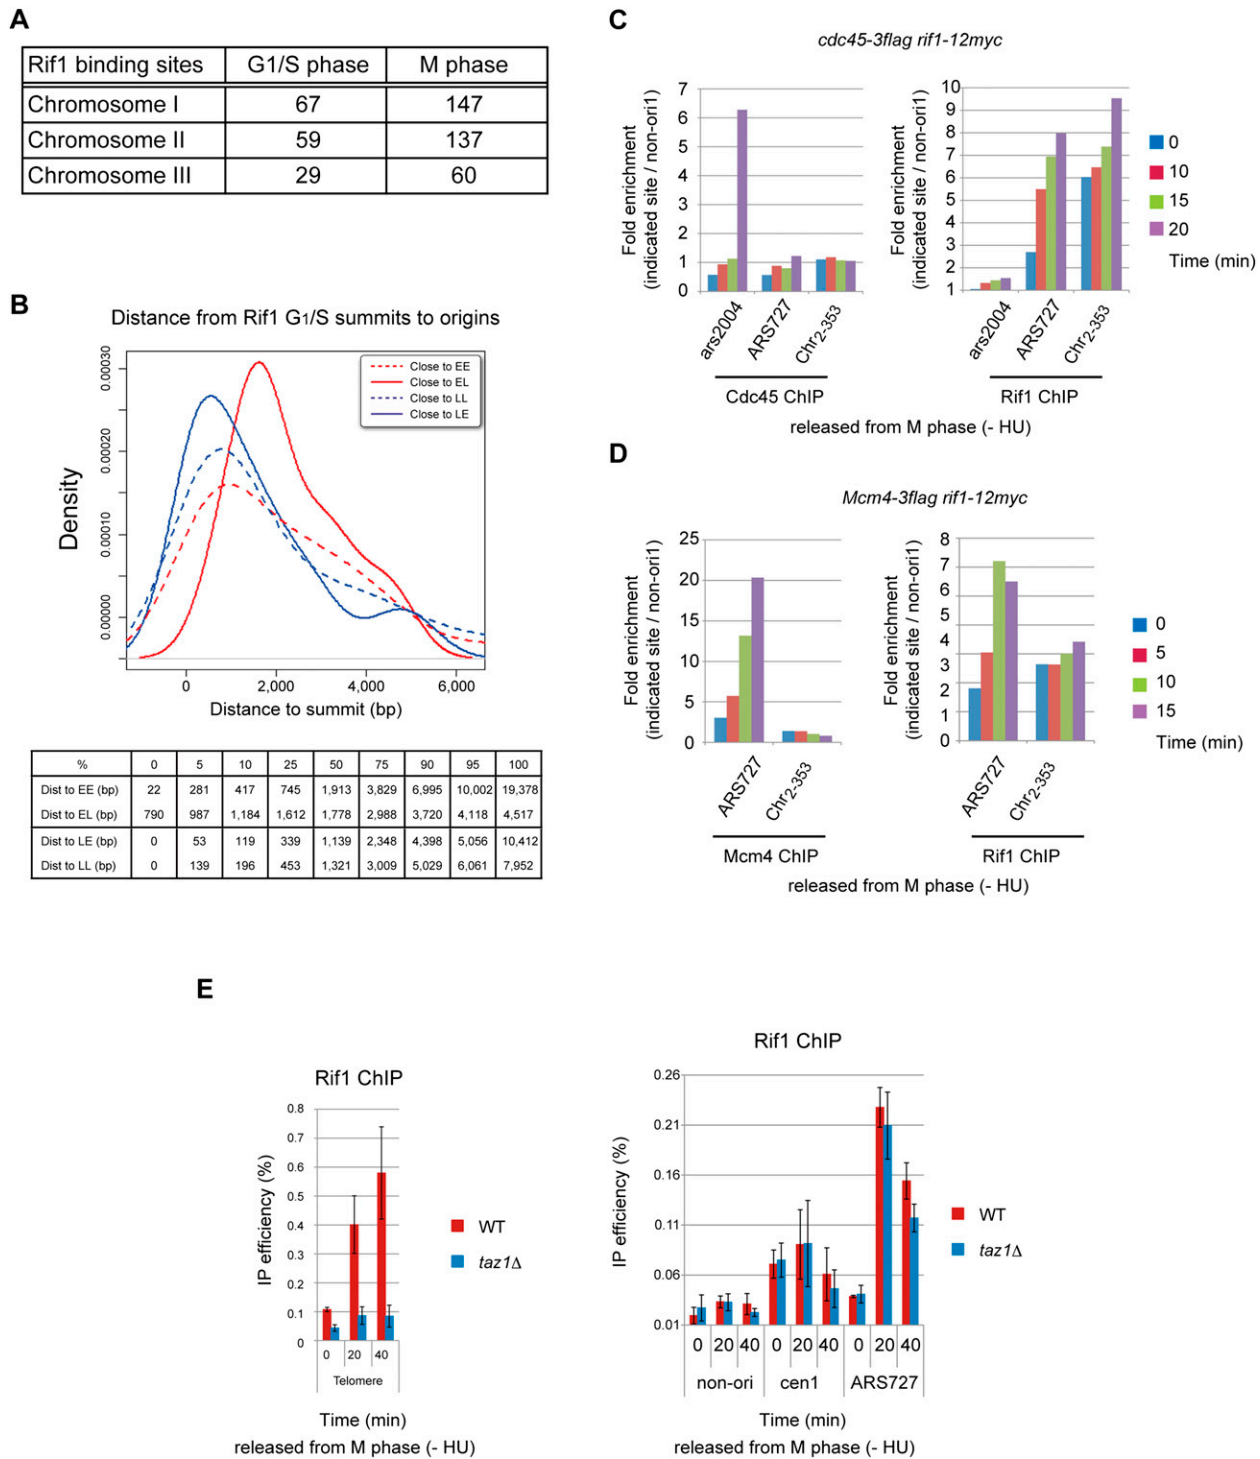 A
Rif1 binding sites G1/S phase M phase
Chromosome I 67 147
Chromosome II 59 137
Chromosome III 29 60
B
Distance from Rif1 G1/S summits to origins
Density
0.00030
0.00020
0.00010
0.00000
Close to EE
Close to EL
Close to LL
Close to LE
0 2,000 4,000 6,000
Distance to summit (bp)
% 0 5 10 25 50 75 90 95 100
Dist to EE (bp) 22 281 417 745 1,913 3,829 6,995 10,002 19,378
Dist to EL (bp) 790 987 1,184 1,612 1,778 2,988 3,720 4,118 4,517
Dist to LE (bp) 0 53 119 339 1,139 2,348 4,398 5,056 10,412
Dist to LL (bp) 0 139 196 453 1,321 3,009 5,029 6,061 7,952
C
cdc45-3flag rif1-12myc
Fold enrichment
(indicated site / non-ori1)
7
6
5
4
3
2
1
0
ars2004
ARS727
Chr2-353
Cdc45 ChIP
Fold enrichment
(indicated site / non-ori1)
10
9
8
7
6
5
4
3
2
1
ars2004
ARS727
Chr2-353
Rif1 ChIP
0
10
15
20
Time (min)
released from M phase (- HU)
D
Mcm4-3flag rif1-12myc
Fold enrichment
(indicated site / non-ori1)
25
20
15
10
5
0
ARS727
Chr2-353
Mcm4 ChIP
Fold enrichment
(indicated site / non-ori1)
8
7
6
5
4
3
2
1
ARS727
Chr2-353
Rif1 ChIP
0
5
10
15
Time (min)
released from M phase (- HU)
E
Rif1 ChIP
IP efficiency (%)
0.8
0.7
0.6
0.5
0.4
0.3
0.2
0.1
0
0 20 40
Telomere
WT
taz1Δ
Time (min)
released from M phase (- HU)
Rif1 ChIP
IP efficiency (%)
0.26
0.21
0.16
0.11
0.06
0.01
0 20 40 0 20 40 0 20 40
non-ori cen1 ARS727
WT
taz1Δ
Time (min)
released from M phase (- HU)